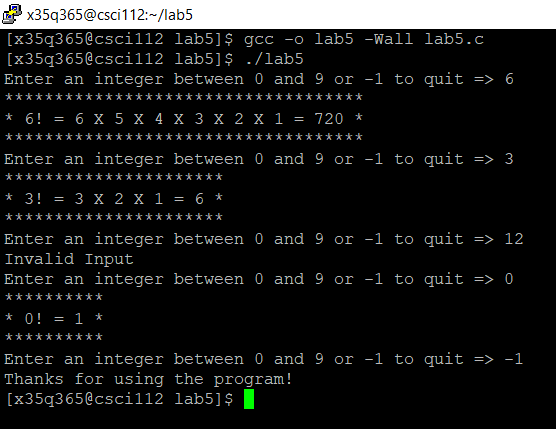 x35q365@csci112:~/lab5
[x35q365@csci112 lab5]$ gcc -o lab5 -Wall lab5.c
[x35q365@csci112 lab5]$ ./lab5
Enter an integer between 0 and 9 or -1 to quit => 6
************************************
* 6! = 6 X 5 X 4 X 3 X 2 X 1 = 720 *
************************************
Enter an integer between 0 and 9 or -1 to quit => 3
**********************
* 3! = 3 X 2 X 1 = 6 *
**********************
Enter an integer between 0 and 9 or -1 to quit => 12
Invalid Input
Enter an integer between 0 and 9 or -1 to quit => 0
**********
* 0! = 1 *
**********
Enter an integer between 0 and 9 or -1 to quit => -1
Thanks for using the program!
[x35q365@csci112 lab5]$